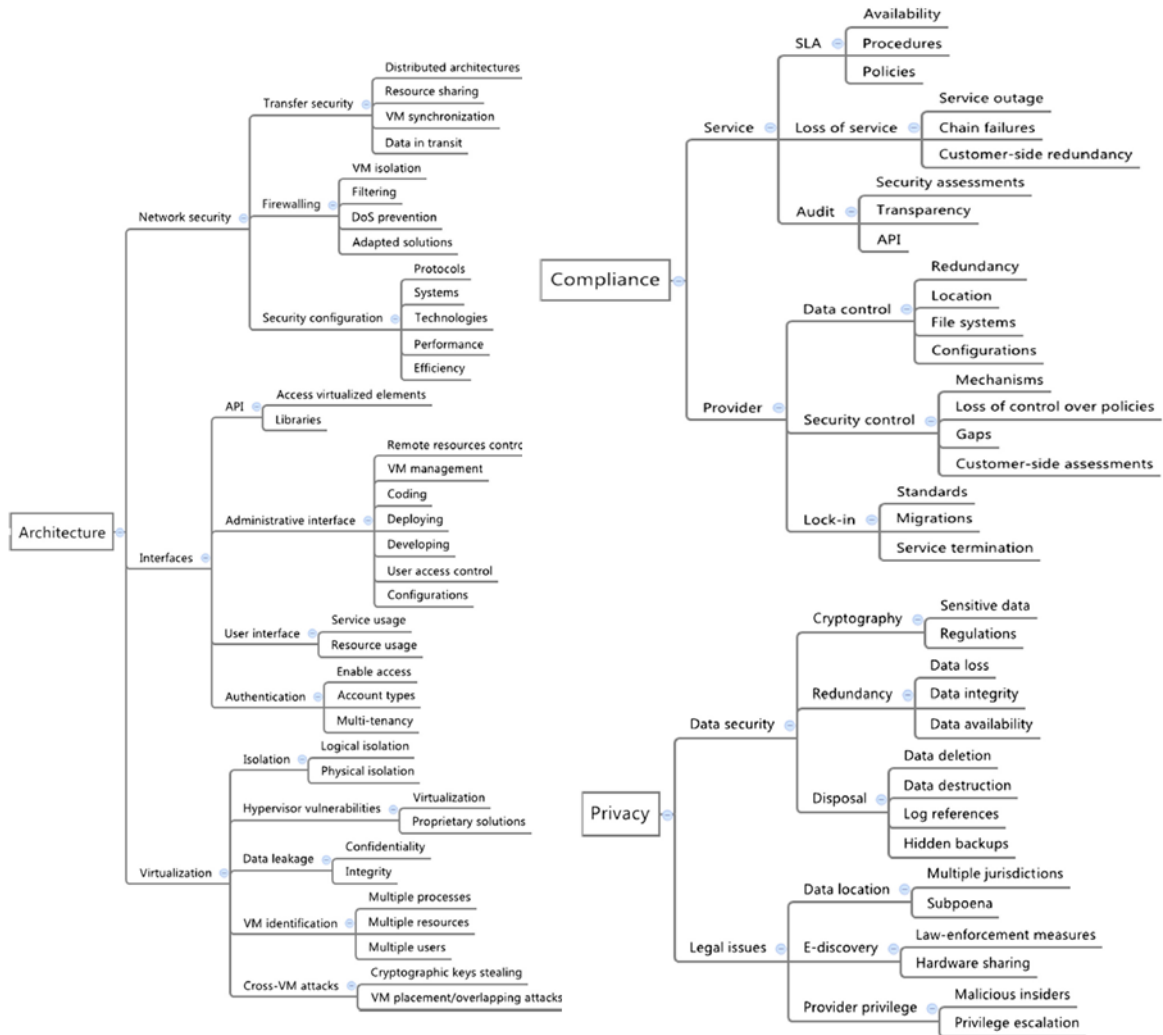 Architecture
Network security
Transfer security
Distributed architectures
Resource sharing
VM synchronization
Data in transit
Firewalling
VM isolation
Filtering
DoS prevention
Adapted solutions
Security configuration
Protocols
Systems
Technologies
Performance
Efficiency
Interfaces
API
Access virtualized elements
Libraries
Administrative interface
Remote resources contro
VM management
Coding
Deploying
Developing
User access control
Configurations
User interface
Service usage
Resource usage
Authentication
Enable access
Account types
Multi-tenancy
Virtualization
Isolation
Logical isolation
Physical isolation
Hypervisor vulnerabilities
Virtualization
Proprietary solutions
Data leakage
Confidentiality
Integrity
VM identification
Multiple processes
Multiple resources
Multiple users
Cross-VM attacks
Cryptographic keys stealing
VM placement/overlapping attacks
Compliance
Service
SLA
Availability
Procedures
Policies
Loss of service
Service outage
Chain failures
Customer-side redundancy
Audit
Security assessments
Transparency
API
Provider
Data control
Redundancy
Location
File systems
Configurations
Security control
Mechanisms
Loss of control over policies
Gaps
Customer-side assessments
Lock-in
Standards
Migrations
Service termination
Privacy
Data security
Cryptography
Sensitive data
Regulations
Redundancy
Data loss
Data integrity
Data availability
Disposal
Data deletion
Data destruction
Log references
Hidden backups
Legal issues
Data location
Multiple jurisdictions
Subpoena
E-discovery
Law-enforcement measures
Hardware sharing
Provider privilege
Malicious insiders
Privilege escalation